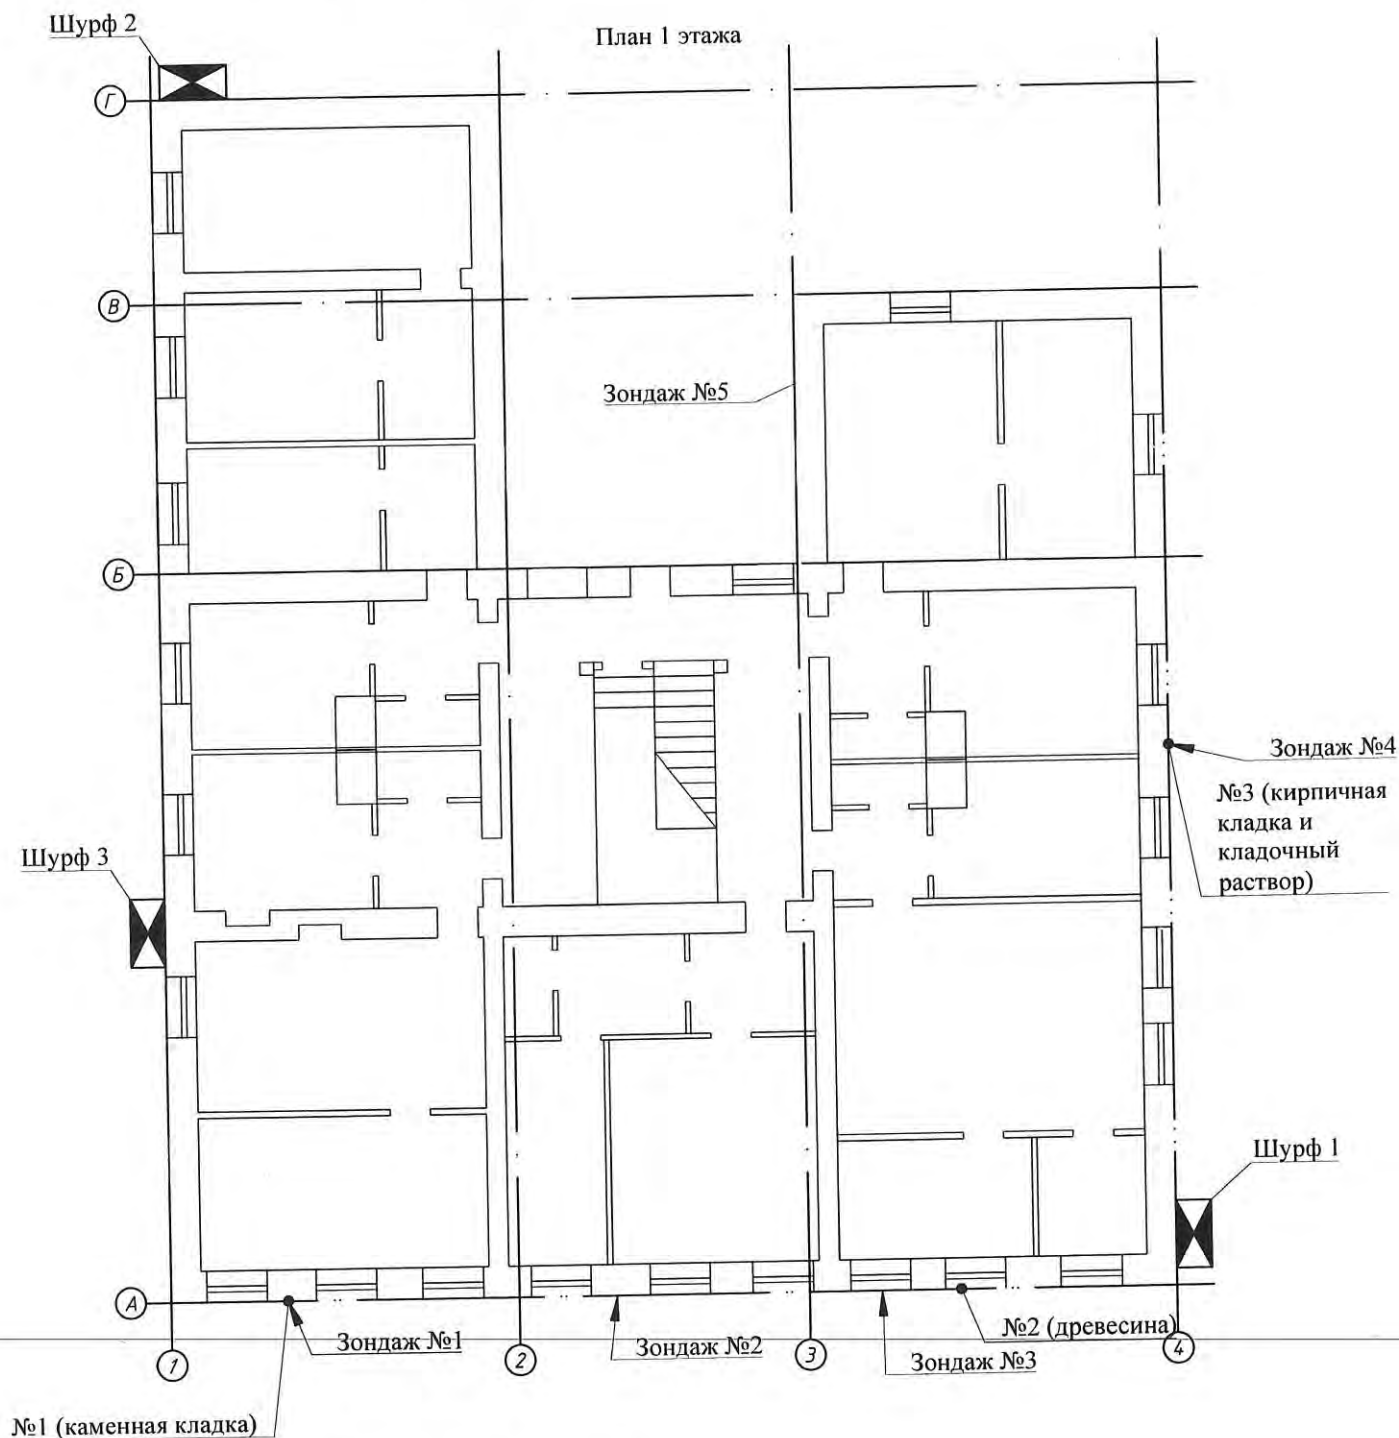 Шурф 2
План 1 этажа
Г
В
Зондаж №5
Б
Зондаж №4
№3 (кирпичная
кладка и
кладочный
раствор)
Шурф 3
Шурф 1
А
Зондаж №1
Зондаж №2
№2 (древесина)
Зондаж №3
1
2
3
4
№1 (каменная кладка)